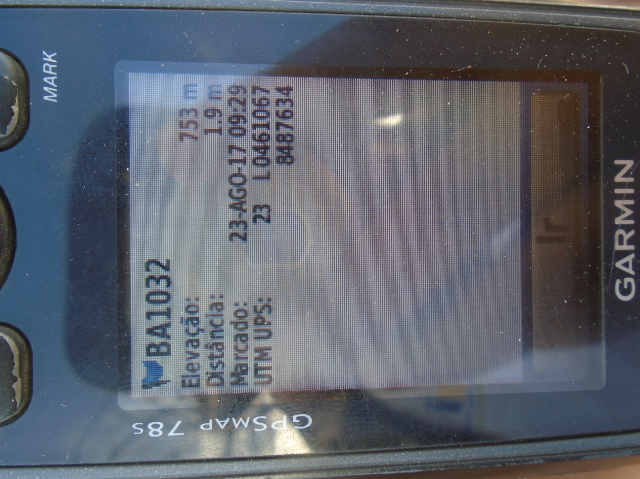 MARK
BA1032
Elevação: 753 m
Distância: 1.9 m
Marcado: 23-AGO-17 09:29
UTM UPS: 23 L 0461067
8487634
Ir
GARMIN
GPSMAP 78s